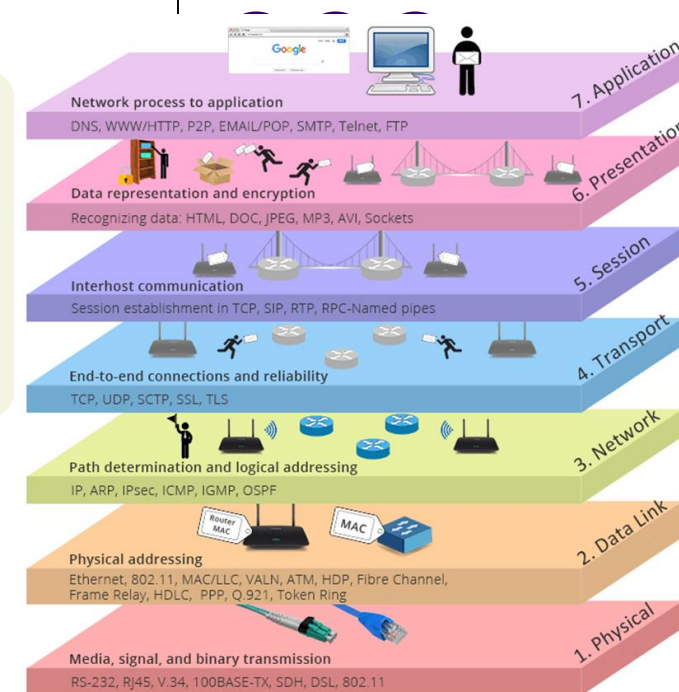 Google
7. Application
Network process to application
DNS, WWW/HTTP, P2P, EMAIL/POP, SMTP, Telnet, FTP
6. Presentation
Data representation and encryption
Recognizing data: HTML, DOC, JPEG, MP3, AVI, Sockets
5. Session
Interhost communication
Session establishment in TCP, SIP, RTP, RPC-Named pipes
4. Transport
End-to-end connections and reliability
TCP, UDP, SCTP, SSL, TLS
3. Network
Path determination and logical addressing
IP, ARP, IPsec, ICMP, IGMP, OSPF
Router
MAC
MAC
2. Data Link
Physical addressing
Ethernet, 802.11, MAC/LLC, VALN, ATM, HDP, Fibre Channel,
Frame Relay, HDLC, PPP, Q.921, Token Ring
1. Physical
Media, signal, and binary transmission
RS-232, RJ45, V.34, 100BASE-TX, SDH, DSL, 802.11